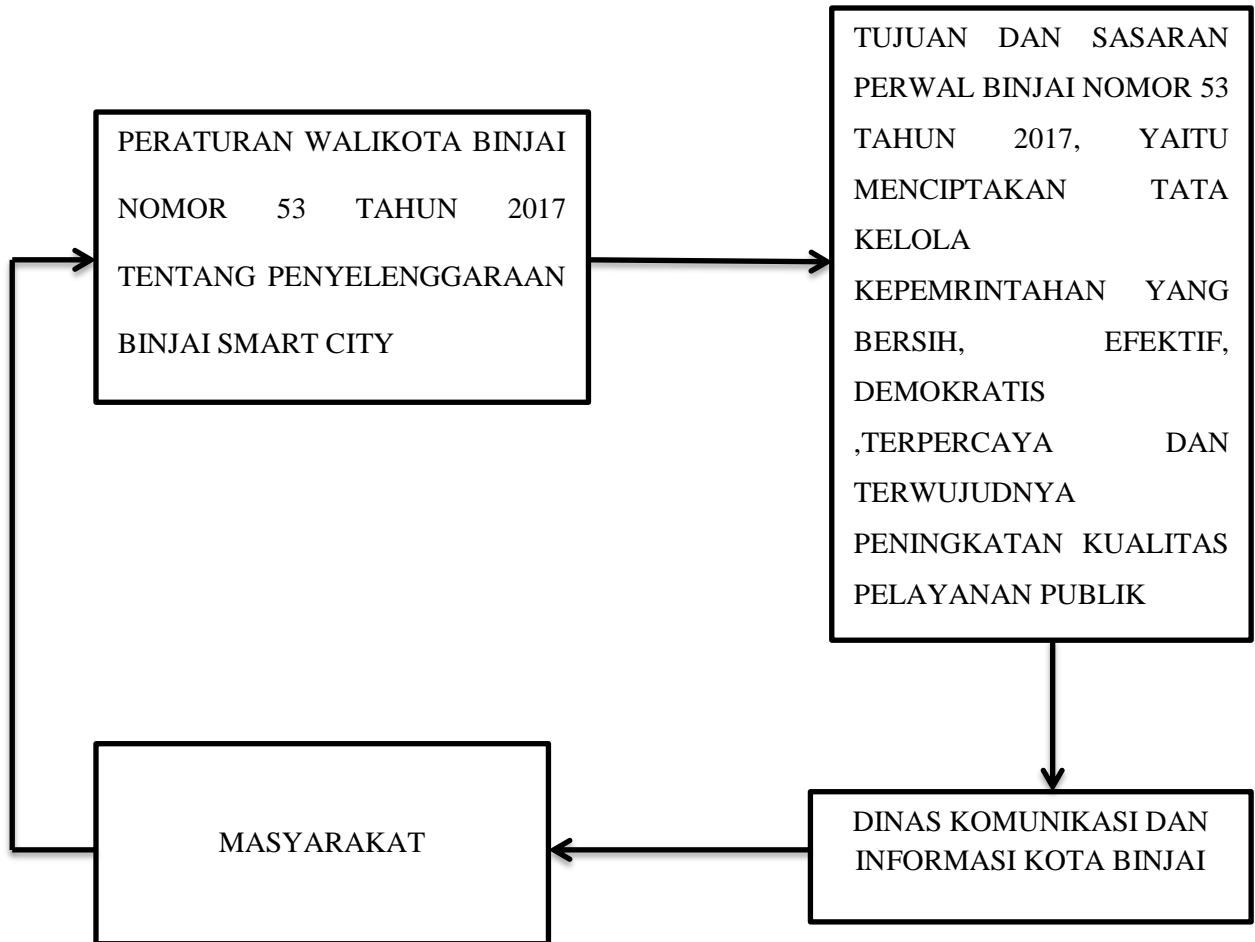 PERATURAN WALIKOTA BINJAI
NOMOR 53 TAHUN 2017
TENTANG PENYELENGGARAAN
BINJAI SMART CITY
TUJUAN DAN SASARAN
PERWAL BINJAI NOMOR 53
TAHUN 2017, YAITU
MENCIPTAKAN TATA
KELOLA
KEPEMRINTAHAN YANG
BERSIH, EFEKTIF,
DEMOKRATIS
,TERPERCAYA DAN
TERWUJUDNYA
PENINGKATAN KUALITAS
PELAYANAN PUBLIK
DINAS KOMUNIKASI DAN
INFORMASI KOTA BINJAI
MASYARAKAT